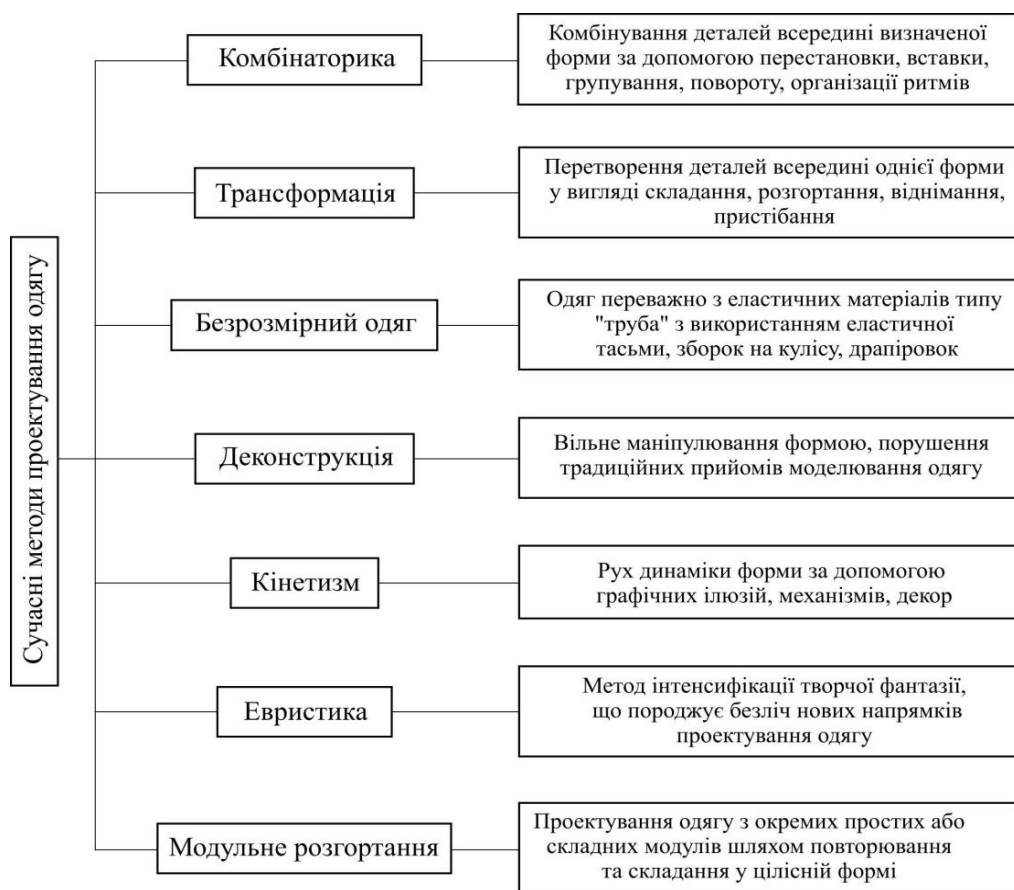 Сучасні методи проектування одягу
Комбінаторика
Комбінування деталей всередині визначеної
форми за допомогою перестановки, вставки,
групування, повороту, організації ритмів
Трансформація
Перетворення деталей всередині однієї форми
у вигляді складання, розгортання, віднімання,
пристібання
Безрозмірний одяг
Одяг переважно з еластичних матеріалів типу
"труба" з використанням еластичної
тасьми, зборок на кулісу, драпіровок
Деконструкція
Вільне маніпулювання формою, порушення
традиційних прийомів моделювання одягу
Кінетизм
Рух динаміки форми за допомогою
графічних ілюзій, механізмів, декор
Евристика
Метод інтенсифікації творчої фантазії,
що породжує безліч нових напрямків
проектування одягу
Модульне розгортання
Проектування одягу з окремих простих або
складних модулів шляхом повторювання
та складання у цілісній формі